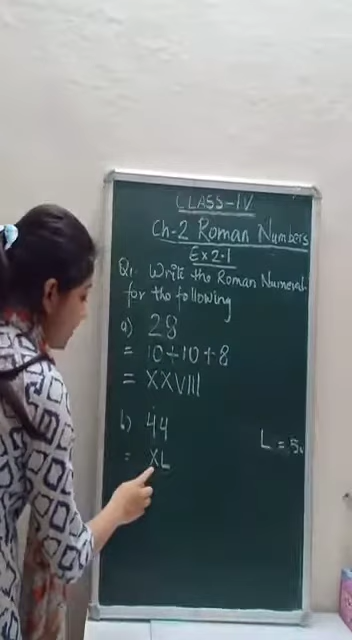 CLASS-IV
Ch-2 Roman Numbers
Ex 2.1
Q1. Write the Roman Numerals
for the following
a) 28
= 10+10+8
= XXVIII
b) 44
= XL
L = 50